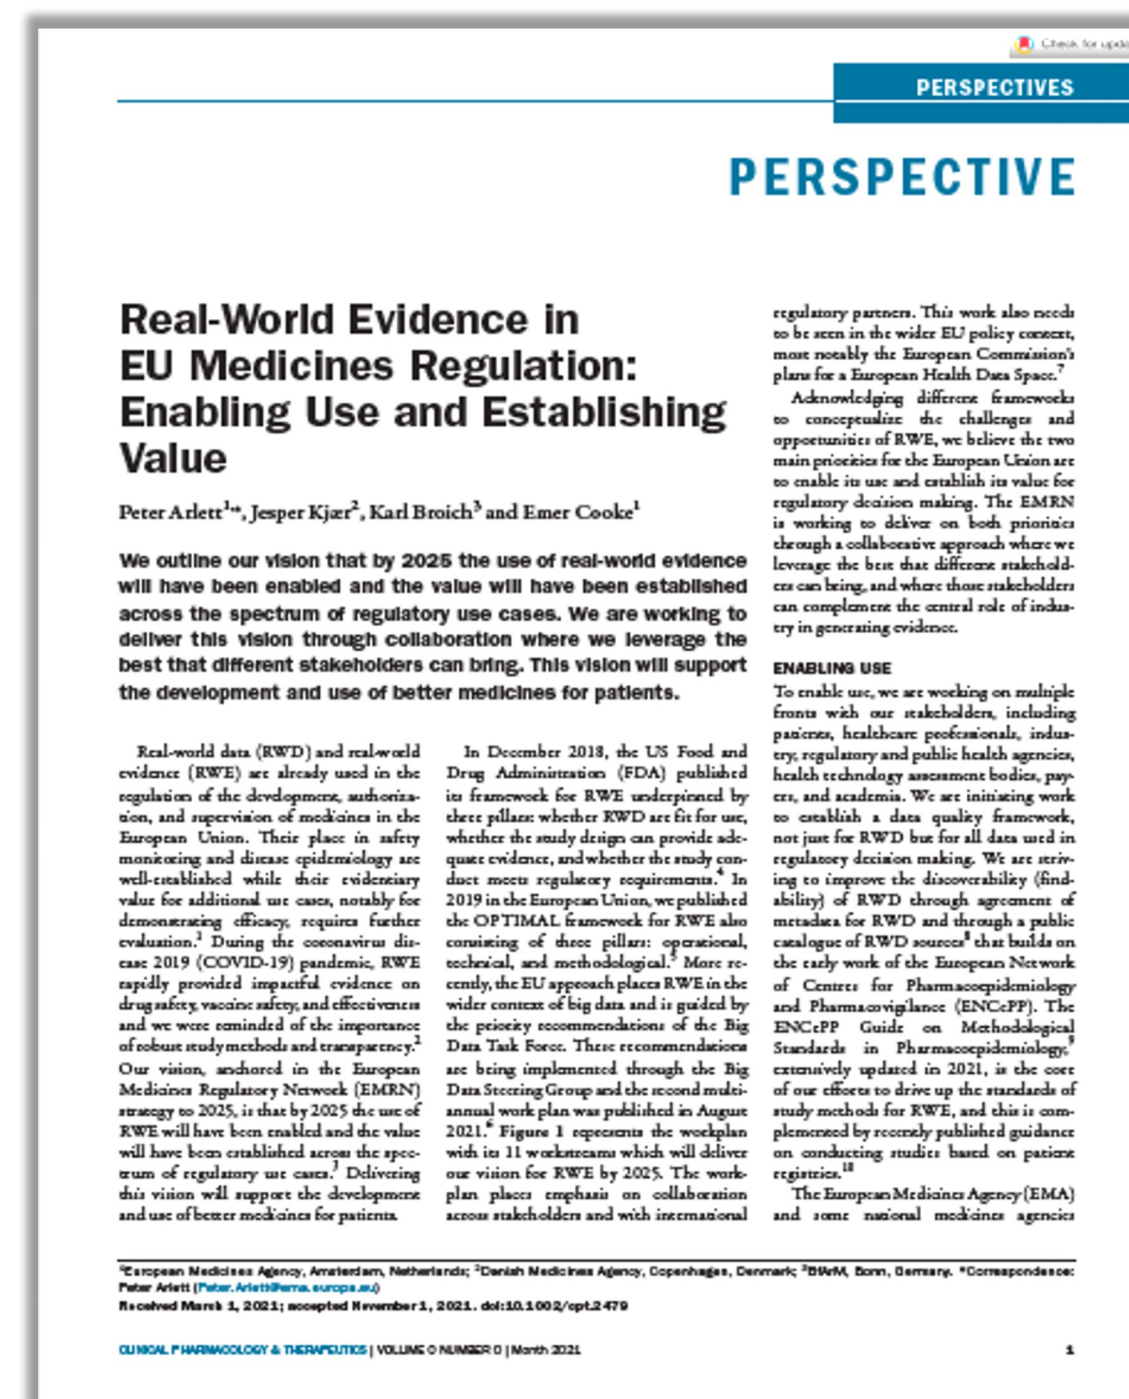 Check for upda
PERSPECTIVES
PERSPECTIVE
Real-World Evidence in
EU Medicines Regulation:
Enabling Use and Establishing
Value
Peter Arlett¹,*, Jesper Kjær², Karl Broich³ and Emer Cooke¹
We outline our vision that by 2025 the use of real-world evidence
will have been enabled and the value will have been established
across the spectrum of regulatory use cases. We are working to
deliver this vision through collaboration where we leverage the
best that different stakeholders can bring. This vision will support
the development and use of better medicines for patients.
Real-world data (RWD) and real-world
evidence (RWE) are already used in the
regulation of the development, authoriza-
tion, and supervision of medicines in the
European Union. Their place in safety
monitoring and disease epidemiology are
well-established while their evidentiary
value for additional use cases, notably for
demonstrating efficacy, requires further
evaluation.¹ During the coronavirus dis-
ease 2019 (COVID-19) pandemic, RWE
rapidly provided impactful evidence on
drug safety, vaccine safety, and effectiveness
and we were reminded of the importance
of robust study methods and transparency.²
Our vision, anchored in the European
Medicines Regulatory Network (EMRN)
strategy to 2025, is that by 2025 the use of
RWE will have been enabled and the value
will have been established across the spec-
trum of regulatory use cases.³ Delivering
this vision will support the development
and use of better medicines for patients.
In December 2018, the US Food and
Drug Administration (FDA) published
its framework for RWE underpinned by
three pillars: whether RWD are fit for use,
whether the study design can provide ade-
quate evidence, and whether the study con-
duct meets regulatory requirements.⁴ In
2019 in the European Union, we published
the OPTIMAL framework for RWE also
consisting of three pillars: operational,
technical, and methodological.⁵ More re-
cently, the EU approach places RWE in the
wider context of big data and is guided by
the priority recommendations of the Big
Data Task Force. These recommendations
are being implemented through the Big
Data Steering Group and the second multi-
annual work plan was published in August
2021.⁶ Figure 1 represents the workplan
with its 11 workstreams which will deliver
our vision for RWE by 2025. The work-
plan places emphasis on collaboration
across stakeholders and with international
regulatory partners. This work also needs
to be seen in the wider EU policy context,
most notably the European Commission's
plans for a European Health Data Space.⁷
Acknowledging different frameworks
to conceptualize the challenges and
opportunities of RWE, we believe the two
main priorities for the European Union are
to enable its use and establish its value for
regulatory decision making. The EMRN
is working to deliver on both priorities
through a collaborative approach where we
leverage the best that different stakehold-
ers can bring, and where those stakeholders
can complement the central role of indus-
try in generating evidence.
ENABLING USE
To enable use, we are working on multiple
fronts with our stakeholders, including
patients, healthcare professionals, indus-
try, regulatory and public health agencies,
health technology assessment bodies, pay-
ers, and academia. We are initiating work
to establish a data quality framework,
not just for RWD but for all data used in
regulatory decision making. We are striv-
ing to improve the discoverability (find-
ability) of RWD through agreement of
metadata for RWD and through a public
catalogue of RWD sources⁸ that builds on
the early work of the European Network
of Centres for Pharmacoepidemiology
and Pharmacovigilance (ENCePP). The
ENCePP Guide on Methodological
Standards in Pharmacoepidemiology,⁹
extensively updated in 2021, is the core
of our efforts to drive up the standards of
study methods for RWE, and this is com-
plemented by recently published guidance
on conducting studies based on patient
registries.¹⁰
The European Medicines Agency (EMA)
and some national medicines agencies
¹European Medicines Agency, Amsterdam, Netherlands; ²Danish Medicines Agency, Copenhagen, Denmark; ³BfArM, Bonn, Germany. *Correspondence:
Peter Arlett (Peter.Arlett@ema.europa.eu)
Received March 1, 2021; accepted November 1, 2021. doi:10.1002/cpt.2479
CLINICAL PHARMACOLOGY & THERAPEUTICS | VOLUME 0 NUMBER 0 | Month 2021
1